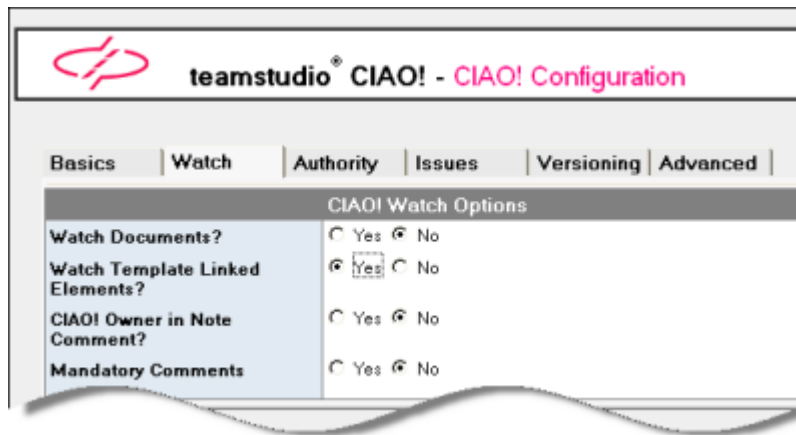 teamstudio® CIAO! - CIAO! Configuration
Basics Watch Authority Issues Versioning Advanced
CIAO! Watch Options
Watch Documents? Yes No
Watch Template Linked Yes No
Elements?
CIAO! Owner in Note Yes No
Comment?
Mandatory Comments Yes No